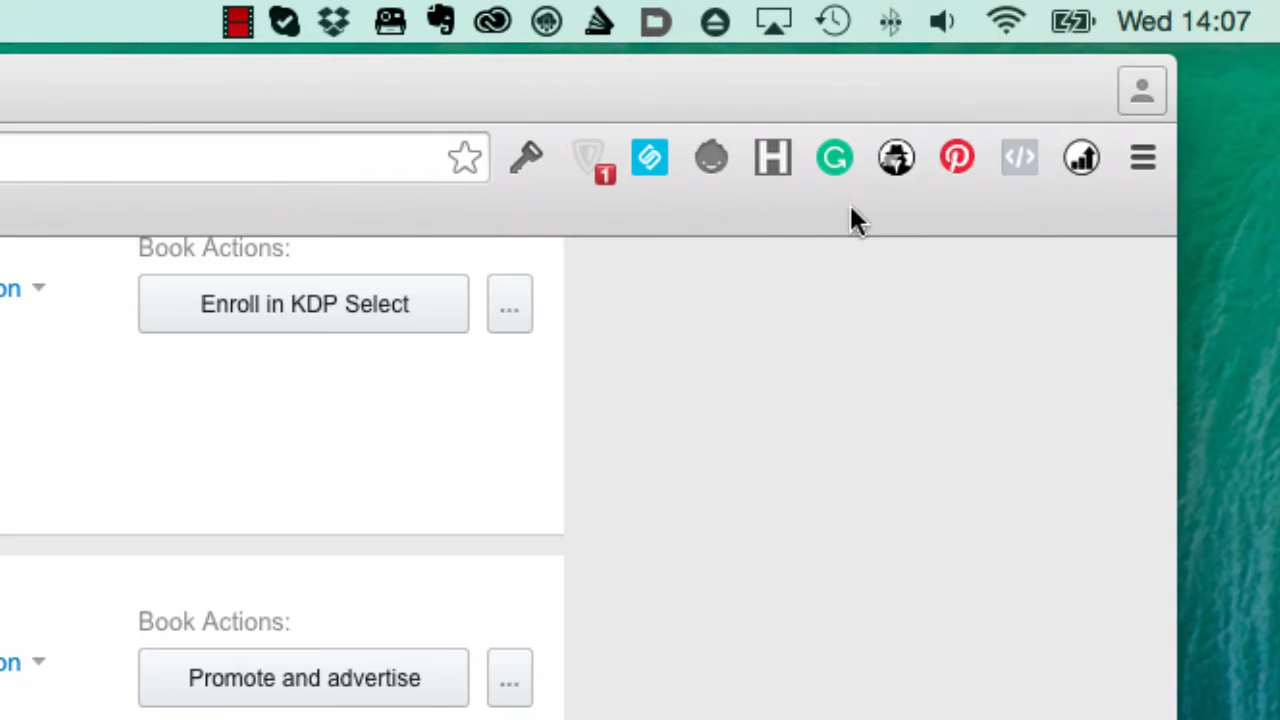 Wed 14:07
1
Book Actions:
on
Enroll in KDP Select
...
Book Actions:
on
Promote and advertise
...